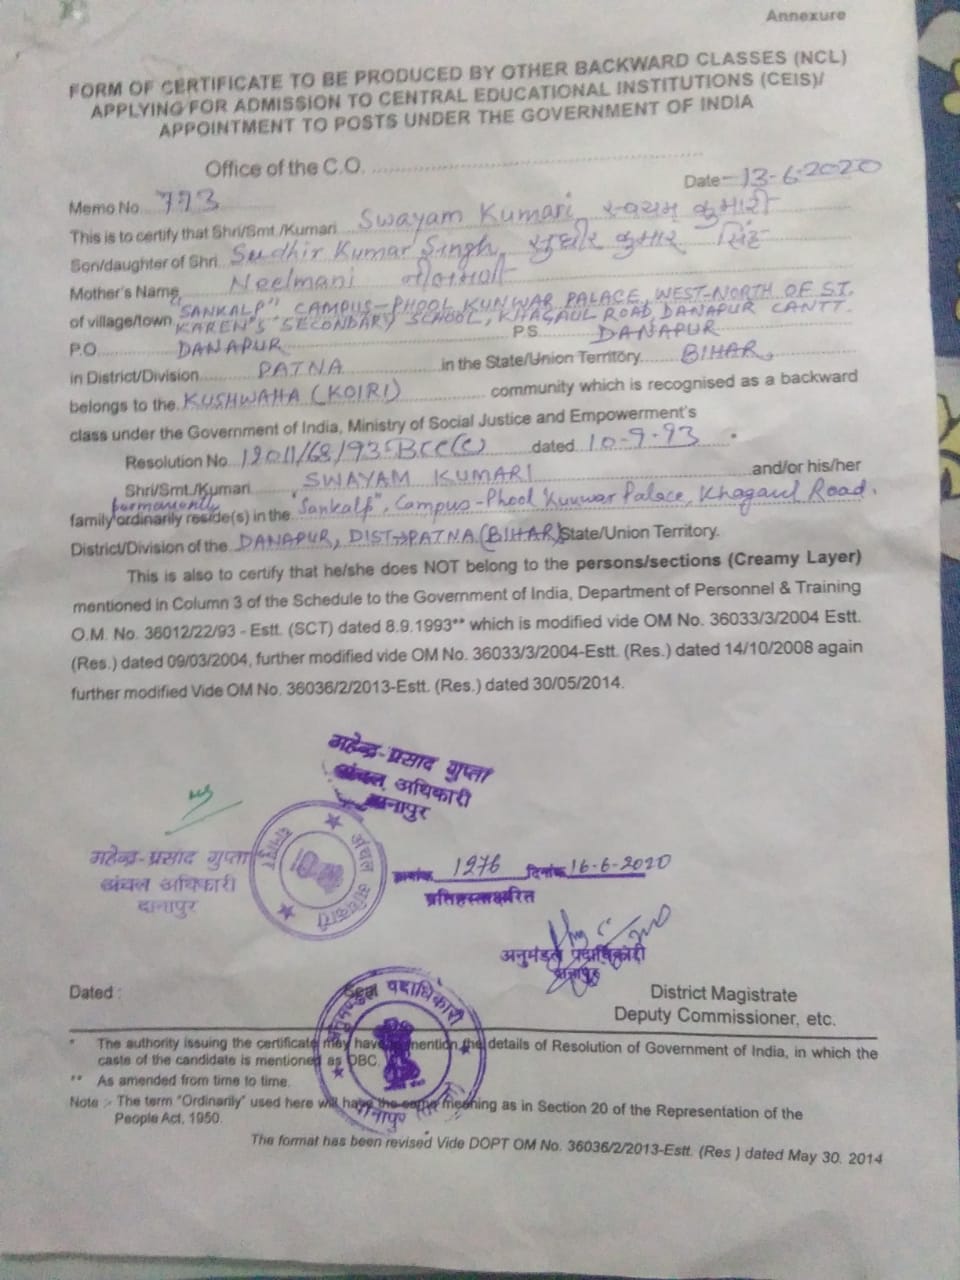 Annexure
FORM OF CERTIFICATE TO BE PRODUCED BY OTHER BACKWARD CLASSES (NCL)
APPLYING FOR ADMISSION TO CENTRAL EDUCATIONAL INSTITUTIONS (CEIS)/
APPOINTMENT TO POSTS UNDER THE GOVERNMENT OF INDIA
Office of the C.O.
Date - 13-6-2020
Memo No. 773
This is to certify that Shri/Smt./Kumari Swayam Kumari, स्वयम कुमारी
Son/daughter of Shri. Sudhir Kumar Singh, सुधीर कुमार सिंह
Mother's Name Neelmani नीलमणि
of village/town "SANKALP" CAMPUS-PHOOL KUNWAR PALACE, WEST-NORTH OF ST.
KAREN'S SECONDARY SCHOOL, KHAGAUL ROAD, DANAPUR CANTT.
P.O. DANAPUR P.S. DANAPUR
in District/Division PATNA in the State/Union Territory BIHAR,
belongs to the KUSHWAHA (KOIRI) community which is recognised as a backward
class under the Government of India, Ministry of Social Justice and Empowerment's
Resolution No. 12011/68/93-BCC(C) dated 10-9-93.
Shri/Smt./Kumari SWAYAM KUMARI and/or his/her
permanently
family ordinarily reside(s) in the "Sankalp", Campus-Phool Kunwar Palace, Khagaul Road.
District/Division of the DANAPUR, DIST→PATNA (BIHAR) State/Union Territory.
This is also to certify that he/she does NOT belong to the persons/sections (Creamy Layer)
mentioned in Column 3 of the Schedule to the Government of India, Department of Personnel & Training
O.M. No. 36012/22/93 - Estt. (SCT) dated 8.9.1993** which is modified vide OM No. 36033/3/2004 Estt.
(Res.) dated 09/03/2004, further modified vide OM No. 36033/3/2004-Estt. (Res.) dated 14/10/2008 again
further modified Vide OM No. 36036/2/2013-Estt. (Res.) dated 30/05/2014.
महेन्द्र-प्रसाद गुप्ता
अंचल अधिकारी
दानापुर
महेन्द्र-प्रसाद गुप्ता
अंचल अधिकारी
दानापुर
अंचल अधिकारी दानापुर
क्रमांक 1276 दिनांक 16-6-2020
प्रतिहस्ताक्षरित
अनुमंडल पदाधिकारी
दानापुर
Dated : Seal
District Magistrate
Deputy Commissioner, etc.
अनुमण्डल पदाधिकारी
दानापुर
* The authority issuing the certificate may have to mention the details of Resolution of Government of India, in which the
caste of the candidate is mentioned as OBC.
** As amended from time to time.
Note :- The term "Ordinarily" used here will have the same meaning as in Section 20 of the Representation of the
People Act, 1950.
The format has been revised Vide DOPT OM No. 36036/2/2013-Estt. (Res ) dated May 30. 2014